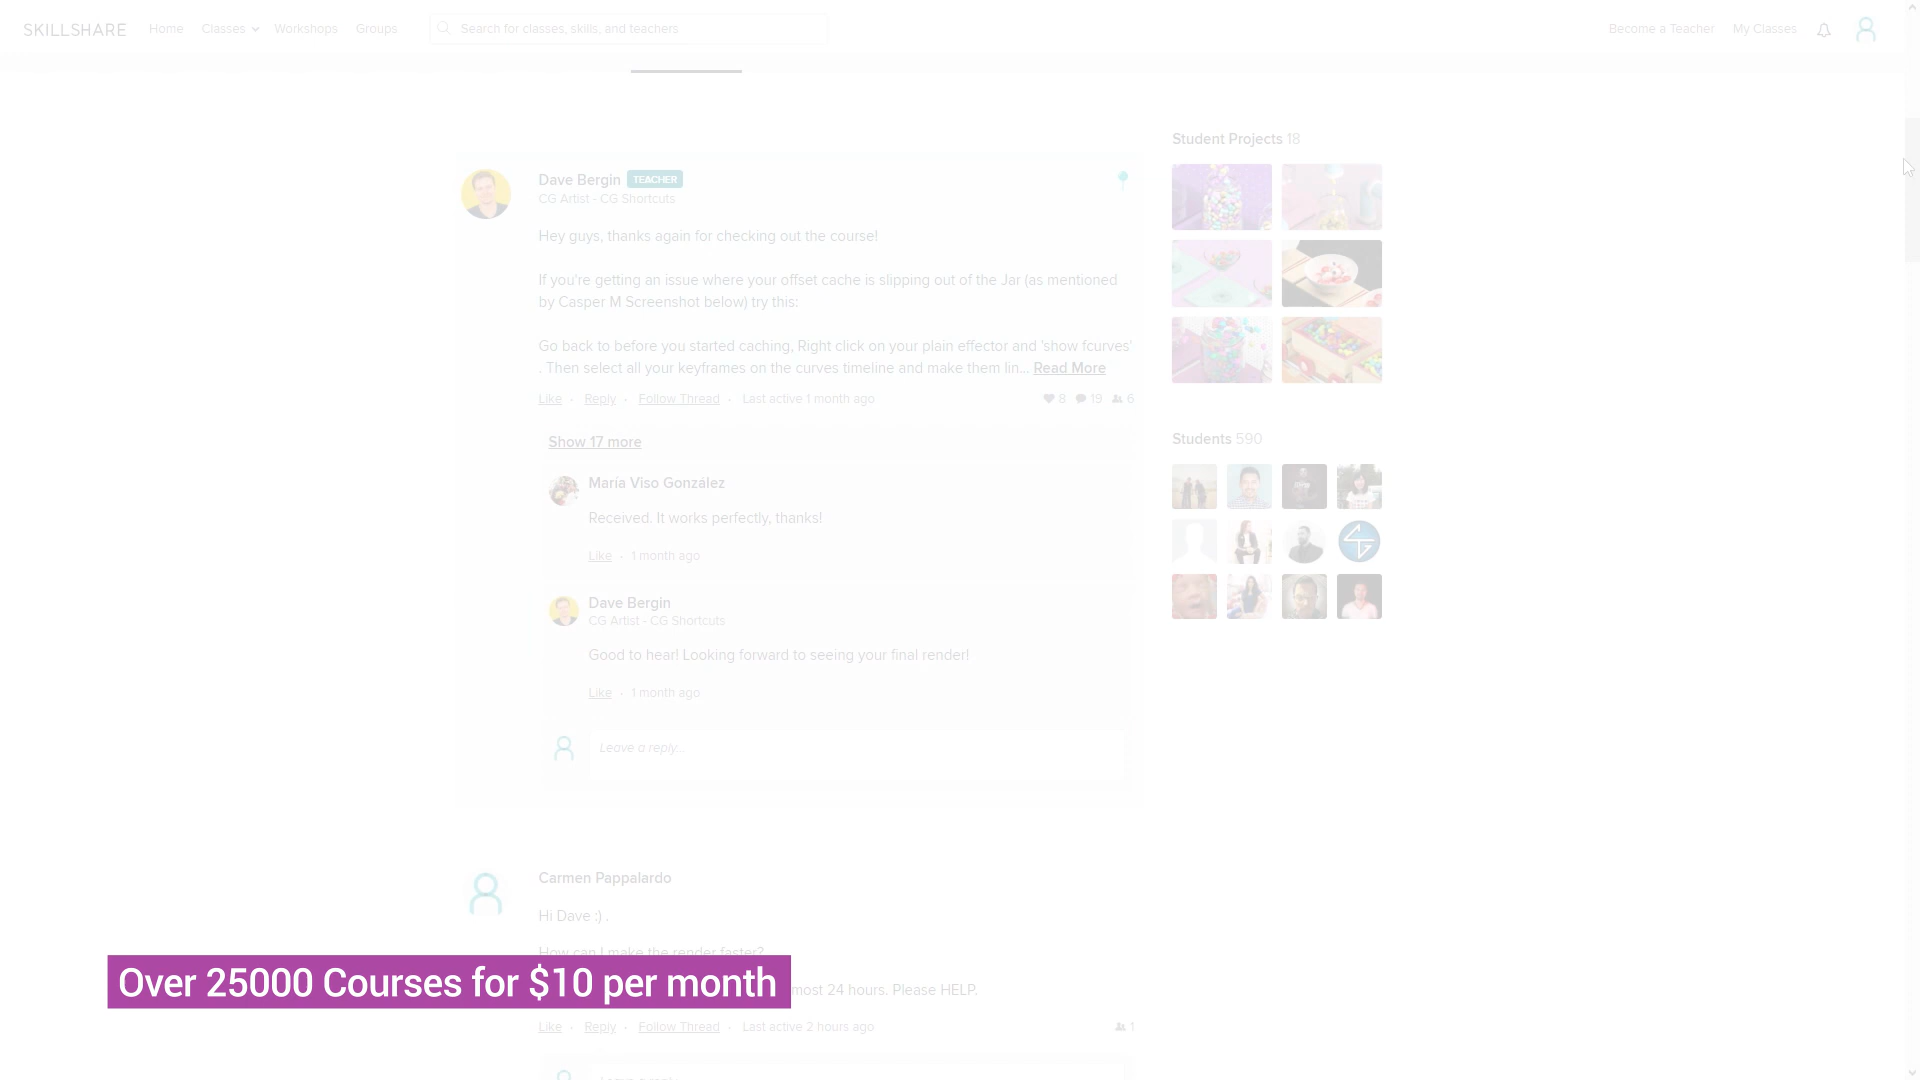 SKILLSHARE Home Classes Workshops Groups Search for classes, skills, and teachers Become a Teacher My Classes
Dave Bergin TEACHER
CG Artist - CG Shortcuts
Hey guys, thanks again for checking out the course!
If you're getting an issue where your offset cache is slipping out of the Jar (as mentioned
by Casper M Screenshot below) try this:
Go back to before you started caching, Right click on your plain effector and 'show fcurves'
. Then select all your keyframes on the curves timeline and make them lin... Read More
Like · Reply · Follow Thread · Last active 1 month ago 8 19 6
Show 17 more
María Viso González
Received. It works perfectly, thanks!
Like · 1 month ago
Dave Bergin
CG Artist - CG Shortcuts
Good to hear! Looking forward to seeing your final render!
Like · 1 month ago
Leave a reply...
Student Projects 18
Students 590
Carmen Pappalardo
Hi Dave :) .
How can I make the render faster?
most 24 hours. Please HELP.
Over 25000 Courses for $10 per month
Like · Reply · Follow Thread · Last active 2 hours ago 1
Leave a reply...